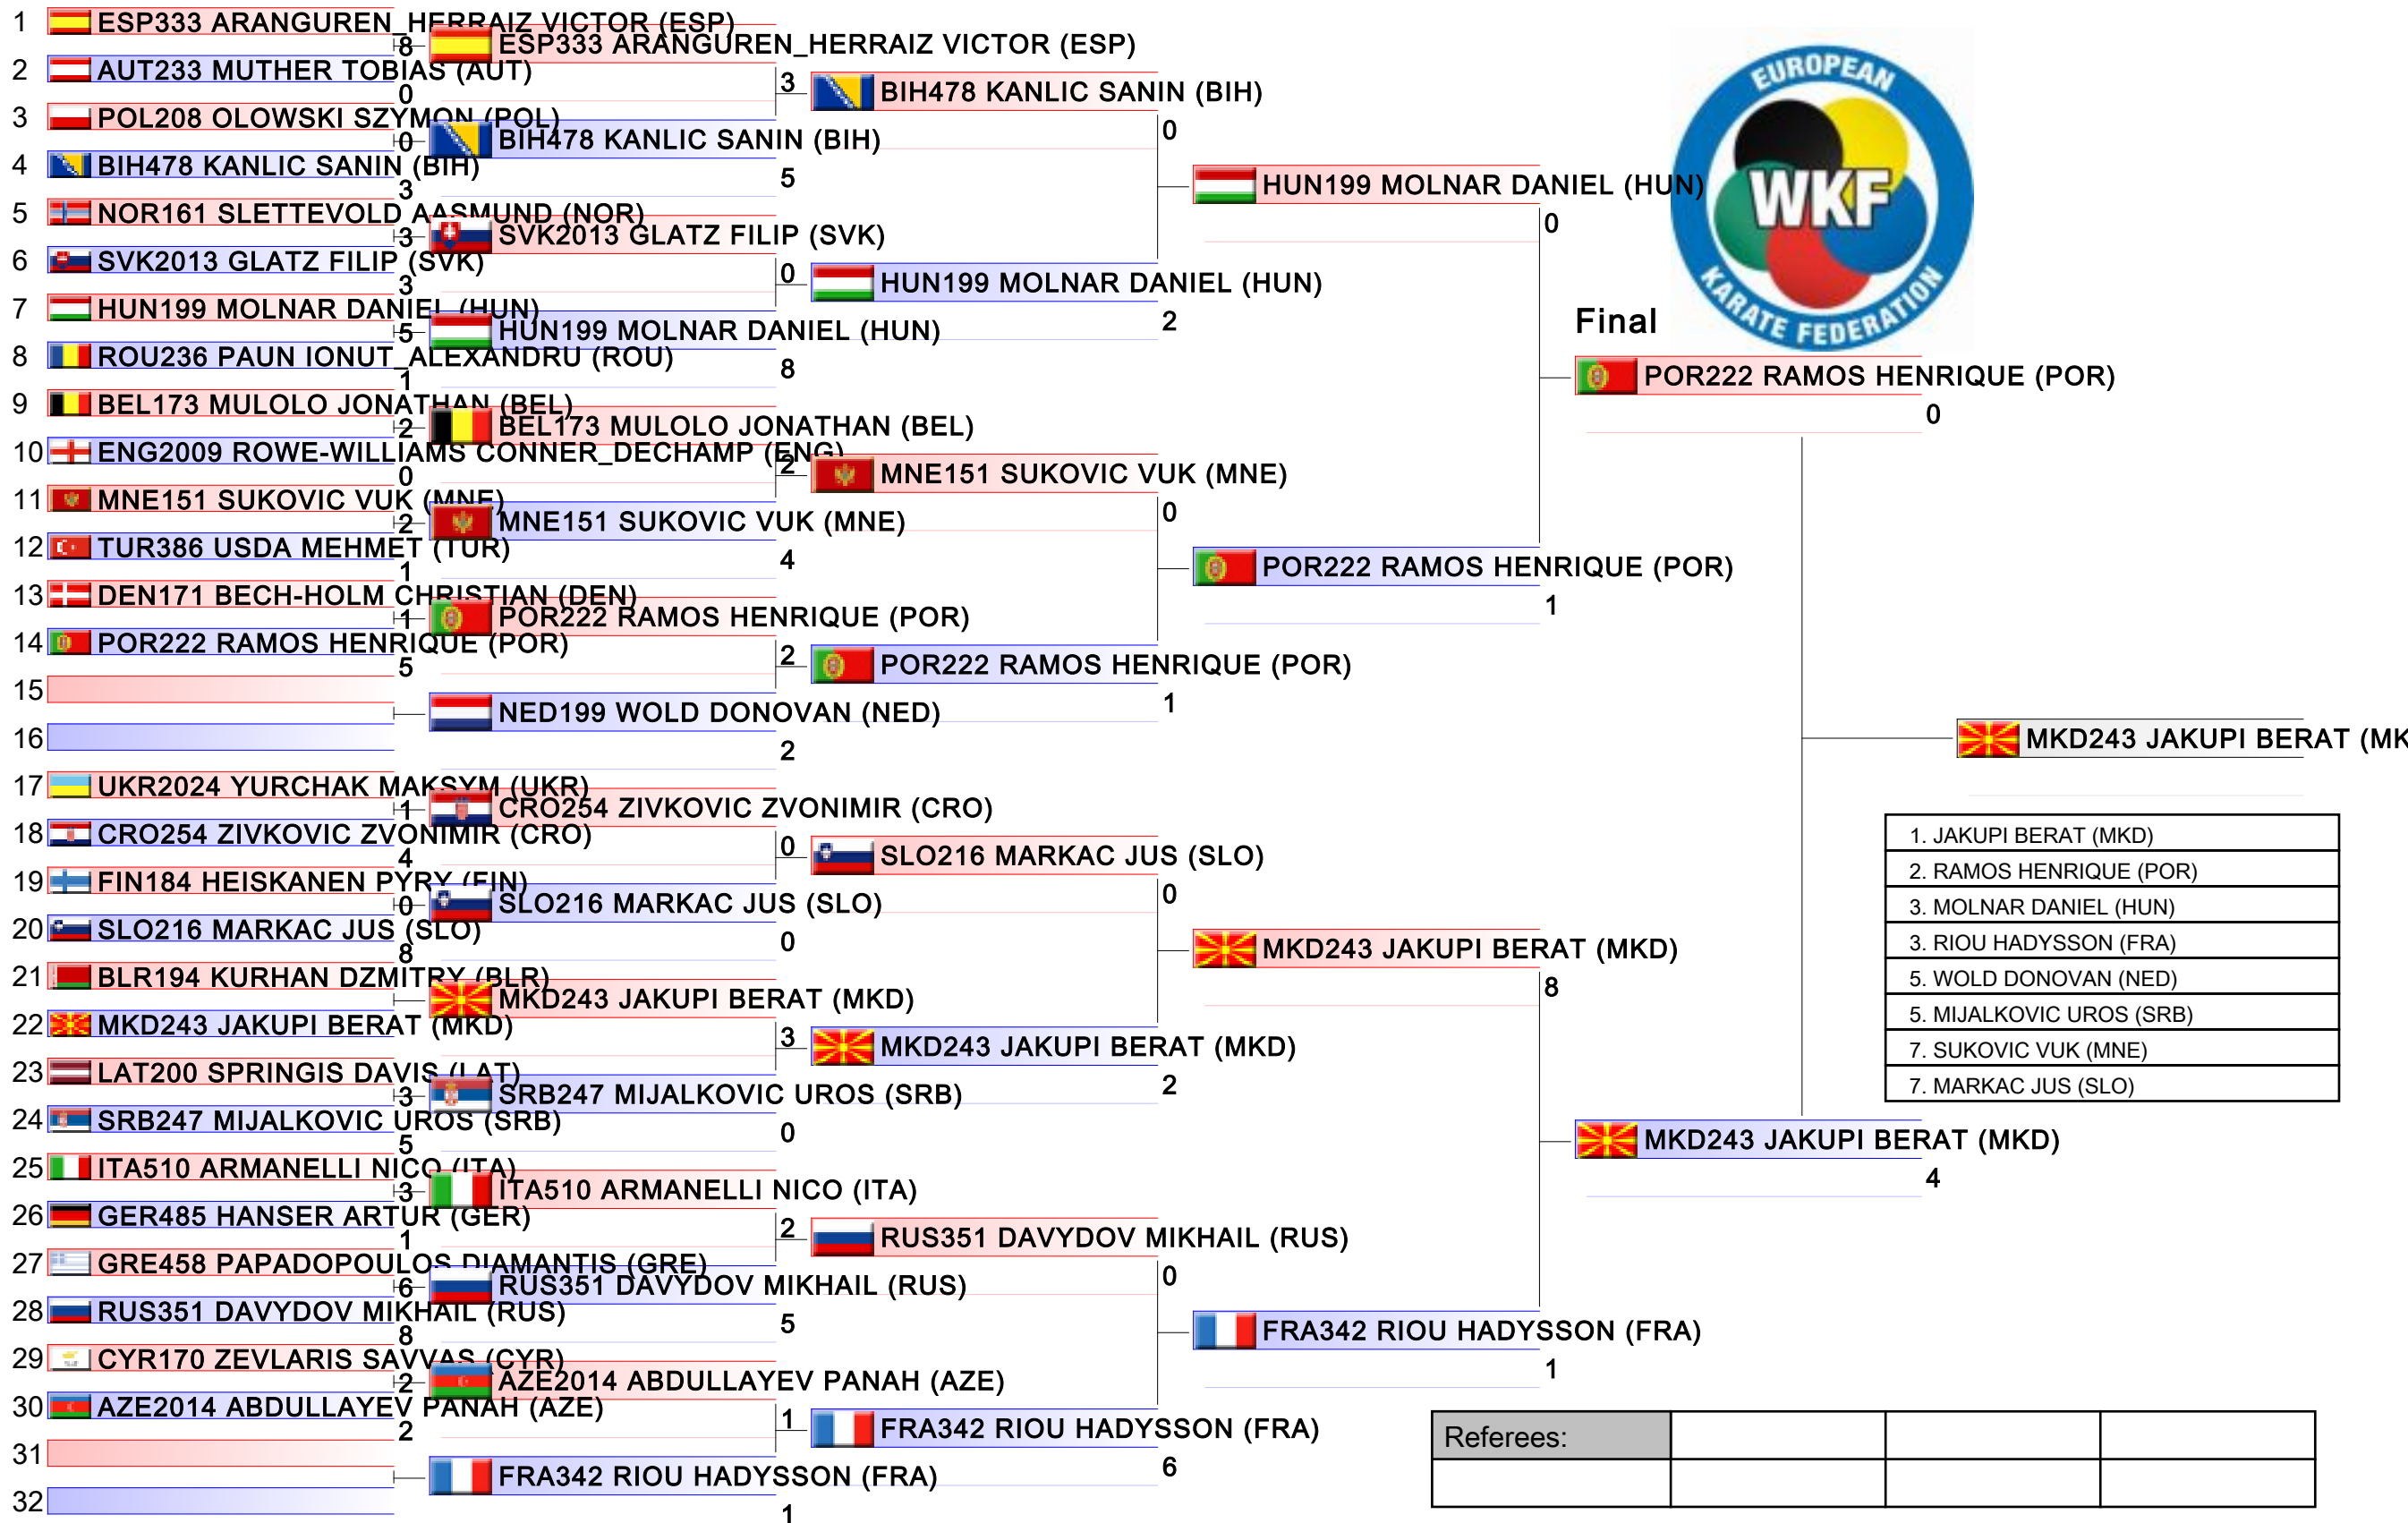 1 ESP333 ARANGUREN_HERRAIZ VICTOR (ESP)
8
2 AUT233 MUTHER TOBIAS (AUT)
0
3 POL208 OLOWSKI SZYMON (POL)
0
4 BIH478 KANLIC SANIN (BIH)
3
5 NOR161 SLETTEVOLD AASMUND (NOR)
3
6 SVK2013 GLATZ FILIP (SVK)
3
7 HUN199 MOLNAR DANIEL (HUN)
5
8 ROU236 PAUN IONUT_ALEXANDRU (ROU)
1
9 BEL173 MULOLO JONATHAN (BEL)
2
10 ENG2009 ROWE-WILLIAMS CONNER_DECHAMP (ENG)
0
11 MNE151 SUKOVIC VUK (MNE)
2
12 TUR386 USDA MEHMET (TUR)
1
13 DEN171 BECH-HOLM CHRISTIAN (DEN)
1
14 POR222 RAMOS HENRIQUE (POR)
5
15
16
17 UKR2024 YURCHAK MAKSYM (UKR)
1
18 CRO254 ZIVKOVIC ZVONIMIR (CRO)
4
19 FIN184 HEISKANEN PYRY (FIN)
0
20 SLO216 MARKAC JUS (SLO)
8
21 BLR194 KURHAN DZMITRY (BLR)
22 MKD243 JAKUPI BERAT (MKD)
23 LAT200 SPRINGIS DAVIS (LAT)
3
24 SRB247 MIJALKOVIC UROS (SRB)
5
25 ITA510 ARMANELLI NICO (ITA)
3
26 GER485 HANSER ARTUR (GER)
1
27 GRE458 PAPADOPOULOS DIAMANTIS (GRE)
6
28 RUS351 DAVYDOV MIKHAIL (RUS)
8
29 CYR170 ZEVLARIS SAVVAS (CYR)
2
30 AZE2014 ABDULLAYEV PANAH (AZE)
2
31
32
ESP333 ARANGUREN_HERRAIZ VICTOR (ESP)
3
BIH478 KANLIC SANIN (BIH)
5
SVK2013 GLATZ FILIP (SVK)
0
HUN199 MOLNAR DANIEL (HUN)
8
BEL173 MULOLO JONATHAN (BEL)
2
MNE151 SUKOVIC VUK (MNE)
4
POR222 RAMOS HENRIQUE (POR)
2
NED199 WOLD DONOVAN (NED)
2
CRO254 ZIVKOVIC ZVONIMIR (CRO)
0
SLO216 MARKAC JUS (SLO)
0
MKD243 JAKUPI BERAT (MKD)
3
SRB247 MIJALKOVIC UROS (SRB)
0
ITA510 ARMANELLI NICO (ITA)
2
RUS351 DAVYDOV MIKHAIL (RUS)
5
AZE2014 ABDULLAYEV PANAH (AZE)
1
FRA342 RIOU HADYSSON (FRA)
1
BIH478 KANLIC SANIN (BIH)
0
HUN199 MOLNAR DANIEL (HUN)
2
MNE151 SUKOVIC VUK (MNE)
0
POR222 RAMOS HENRIQUE (POR)
1
SLO216 MARKAC JUS (SLO)
0
MKD243 JAKUPI BERAT (MKD)
2
RUS351 DAVYDOV MIKHAIL (RUS)
0
FRA342 RIOU HADYSSON (FRA)
6
HUN199 MOLNAR DANIEL (HUN)
0
POR222 RAMOS HENRIQUE (POR)
1
MKD243 JAKUPI BERAT (MKD)
8
FRA342 RIOU HADYSSON (FRA)
1
EUROPEAN
WKF
KARATE FEDERATION
Final
POR222 RAMOS HENRIQUE (POR)
0
MKD243 JAKUPI BERAT (MKD)
4
MKD243 JAKUPI BERAT (MK
1. JAKUPI BERAT (MKD)
2. RAMOS HENRIQUE (POR)
3. MOLNAR DANIEL (HUN)
3. RIOU HADYSSON (FRA)
5. WOLD DONOVAN (NED)
5. MIJALKOVIC UROS (SRB)
7. SUKOVIC VUK (MNE)
7. MARKAC JUS (SLO)
Referees: